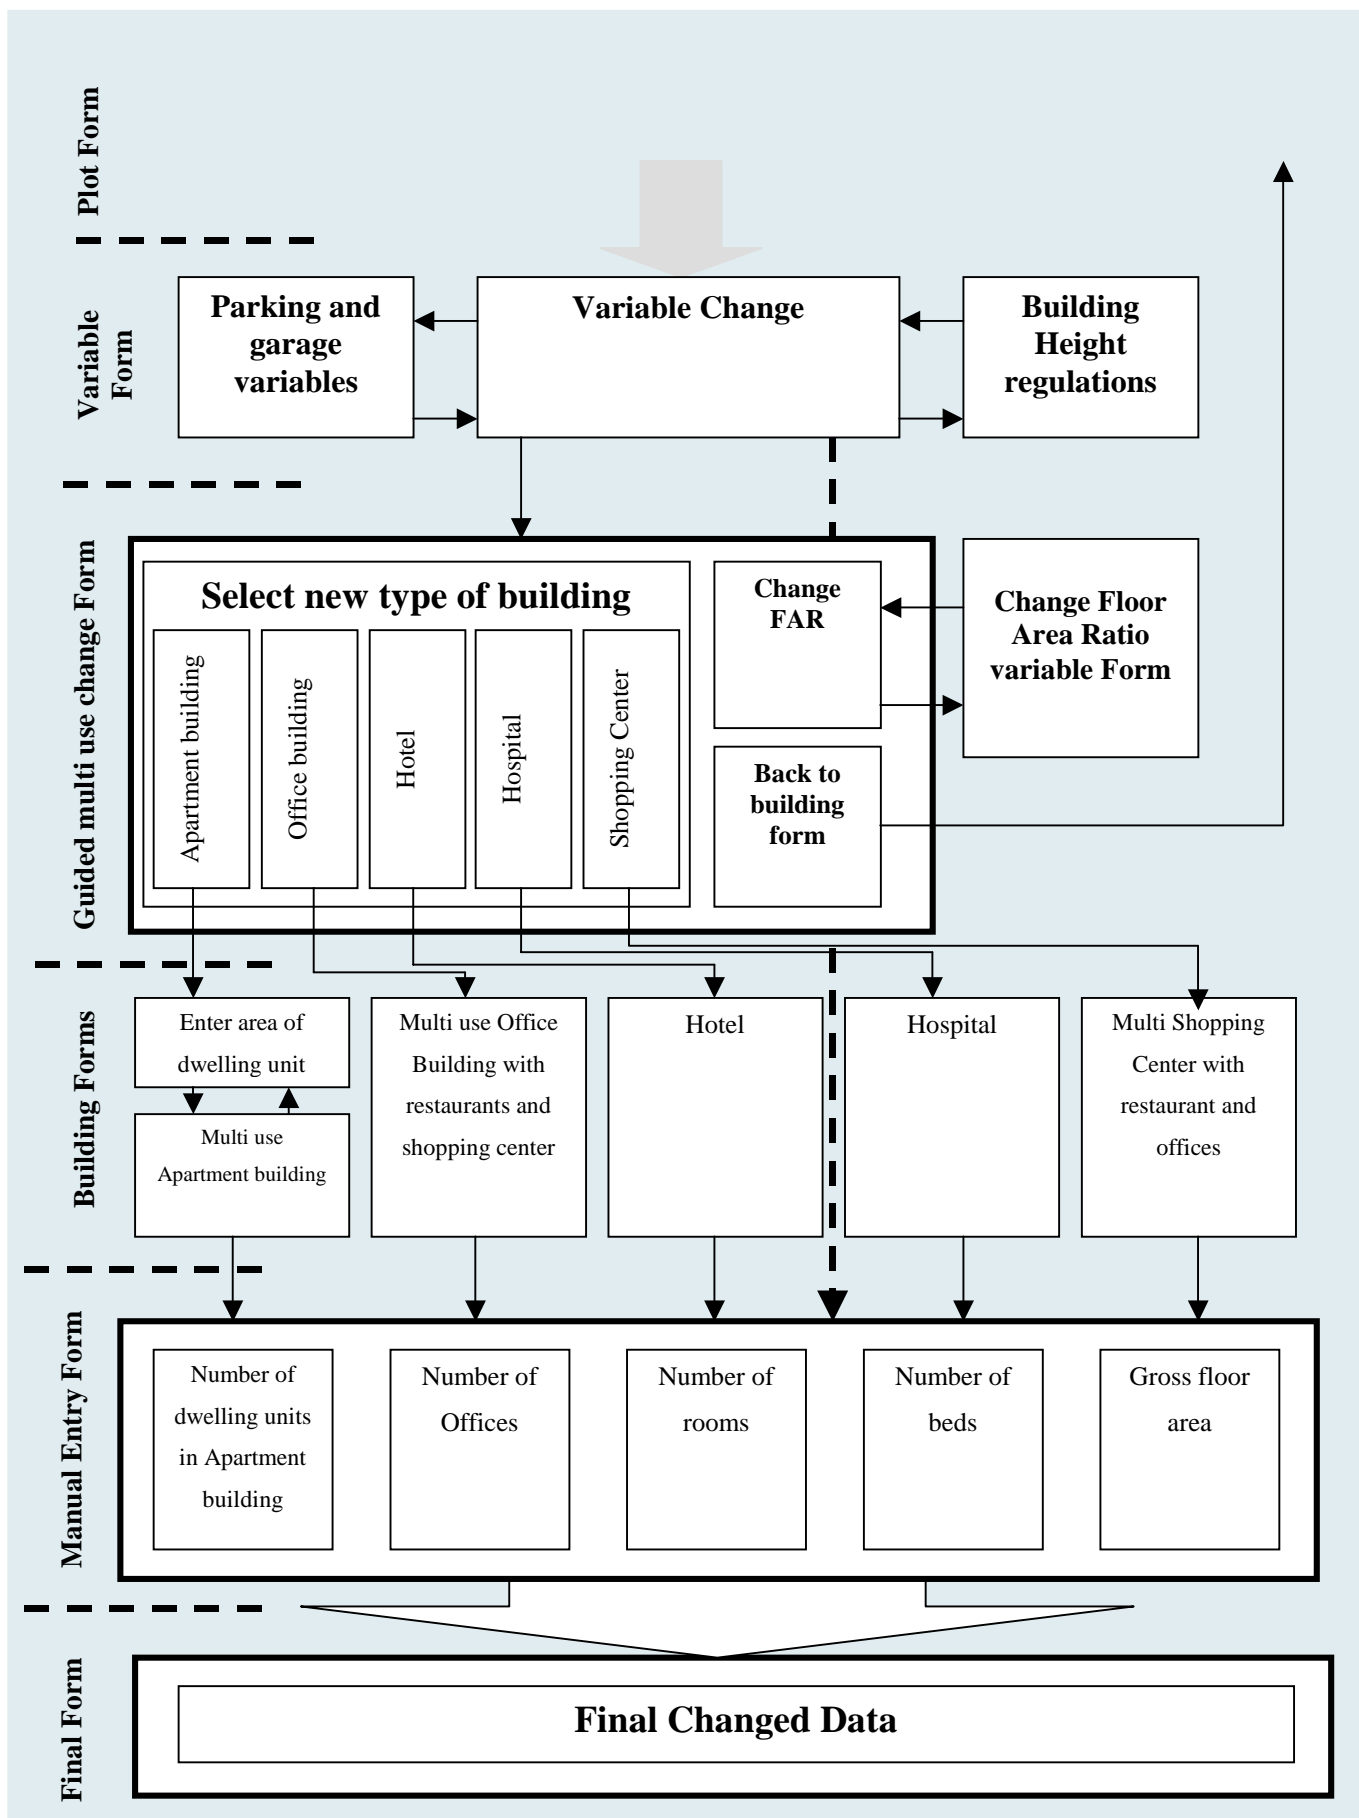 Plot Form
Variable
Form
Parking and
garage
variables
Variable Change
Building
Height
regulations
Guided multi use change Form
Select new type of building
Apartment building
Office building
Hotel
Hospital
Shopping Center
Change
FAR
Back to
building
form
Change Floor
Area Ratio
variable Form
Building Forms
Enter area of
dwelling unit
Multi use
Apartment building
Multi use Office
Building with
restaurants and
shopping center
Hotel
Hospital
Multi Shopping
Center with
restaurant and
offices
Manual Entry Form
Number of
dwelling units
in Apartment
building
Number of
Offices
Number of
rooms
Number of
beds
Gross floor
area
Final Form
Final Changed Data